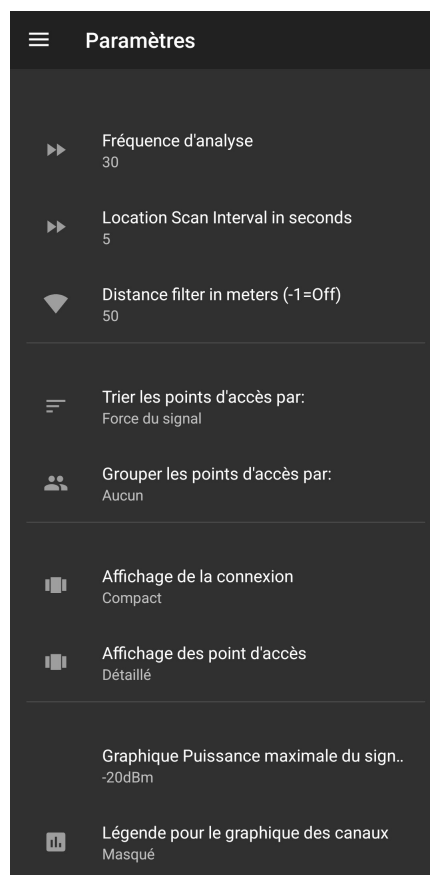 Paramètres
Fréquence d'analyse
30
Location Scan Interval in seconds
5
Distance filter in meters (-1=Off)
50
Trier les points d'accès par:
Force du signal
Grouper les points d'accès par:
Aucun
Affichage de la connexion
Compact
Affichage des point d'accès
Détaillé
Graphique Puissance maximale du sign..
-20dBm
Légende pour le graphique des canaux
Masqué